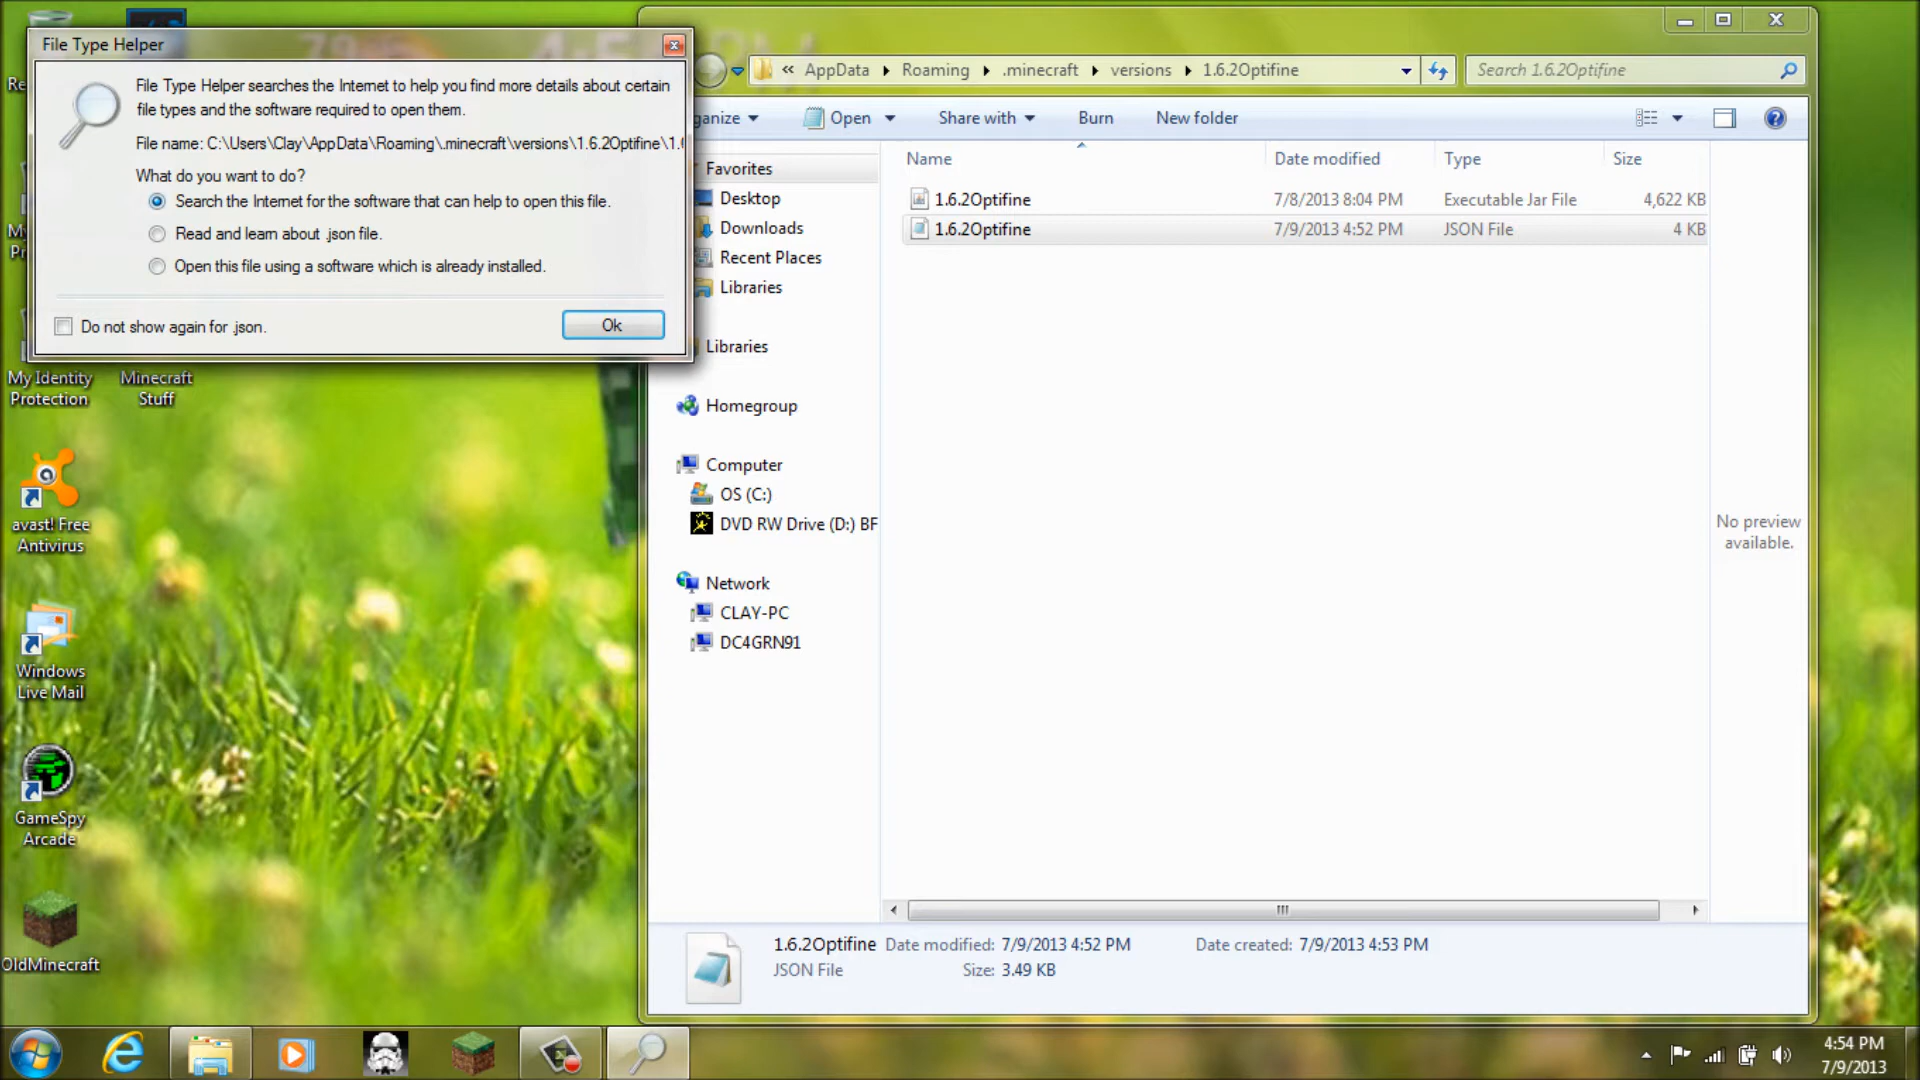 File Type Helper
File Type Helper searches the Internet to help you find more details about certain
file types and the software required to open them.
File name: C:\Users\Clay\AppData\Roaming\.minecraft\versions\1.6.2Optifine\1.
What do you want to do?
Search the Internet for the software that can help to open this file.
Read and learn about .json file.
Open this file using a software which is already installed.
Do not show again for .json.
Ok
« AppData Roaming .minecraft versions 1.6.2Optifine
Search 1.6.2Optifine
ganize Open Share with Burn New folder
Favorites
Desktop
Downloads
Recent Places
Libraries
Libraries
Homegroup
Computer
OS (C:)
DVD RW Drive (D:) BF
Network
CLAY-PC
DC4GRN91
Name Date modified Type Size
1.6.2Optifine 7/8/2013 8:04 PM Executable Jar File 4,622 KB
1.6.2Optifine 7/9/2013 4:52 PM JSON File 4 KB
No preview
available.
1.6.2Optifine Date modified: 7/9/2013 4:52 PM Date created: 7/9/2013 4:53 PM
JSON File Size: 3.49 KB
My Identity
Protection
Minecraft
Stuff
avast! Free
Antivirus
Windows
Live Mail
GameSpy
Arcade
OldMinecraft
4:54 PM
7/9/2013